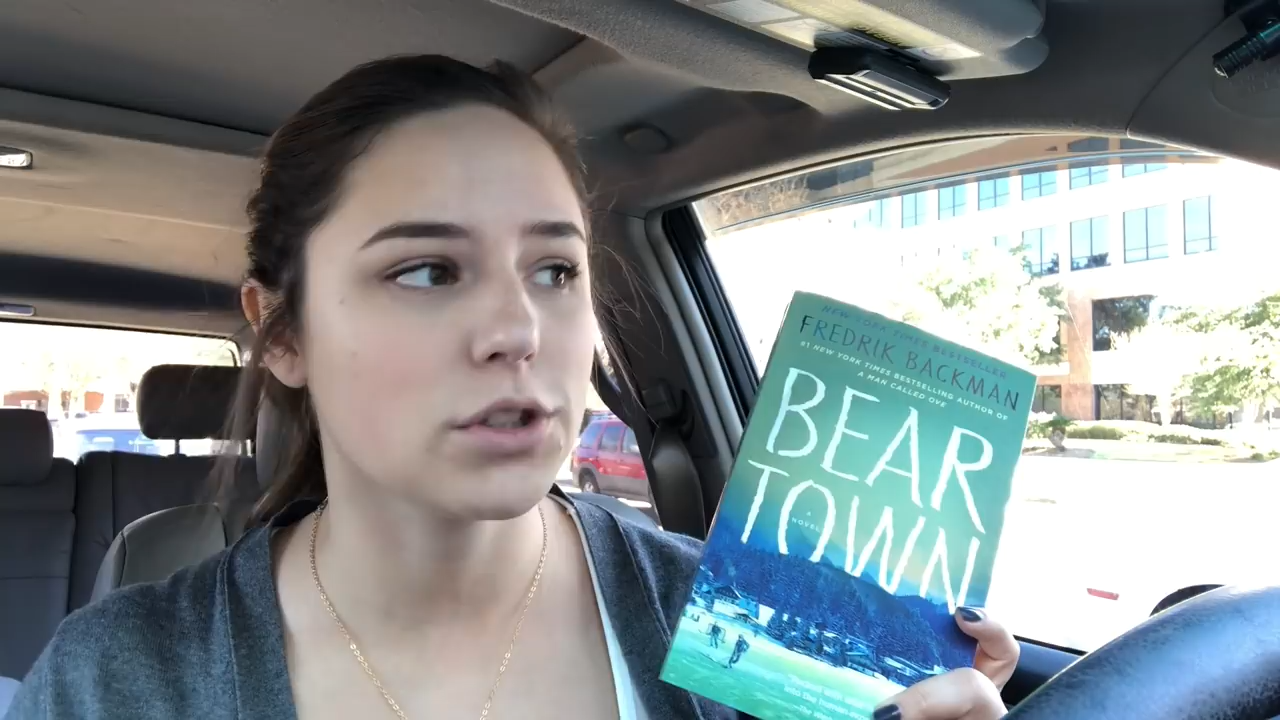 NEW YORK TIMES BESTSELLER
FREDRIK BACKMAN
#1 NEW YORK TIMES BESTSELLING AUTHOR OF
A MAN CALLED OVE
BEAR
TOWN
A
NOVEL